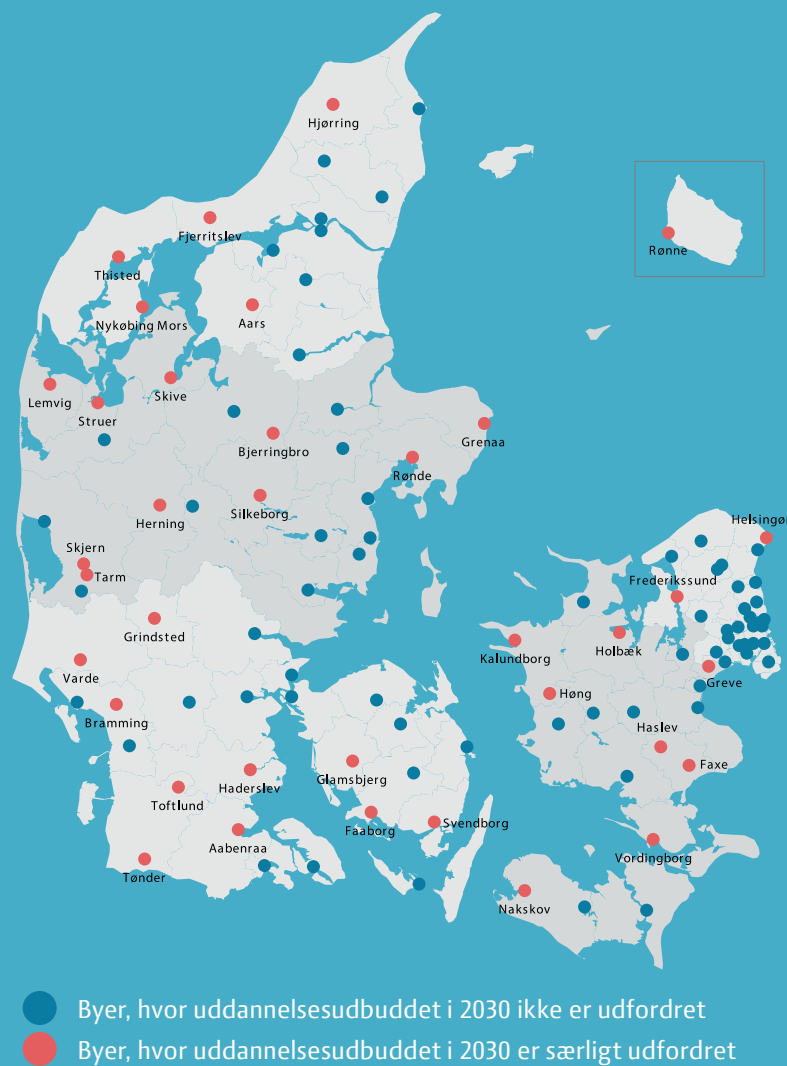 Hjørring
Fjerritslev
Rønne
Thisted
Nykøbing Mors
Aars
Lemvig
Skive
Struer
Bjerringbro
Grenaa
Rønde
Herning
Silkeborg
Helsingør
Skjern
Tarm
Frederikssund
Grindsted
Kalundborg
Holbæk
Varde
Greve
Høng
Bramming
Haslev
Faxe
Glamsbjerg
Haderslev
Toftlund
Faaborg
Svendborg
Aabenraa
Vordingborg
Tønder
Nakskov
Byer, hvor uddannelsesudbuddet i 2030 ikke er udfordret
Byer, hvor uddannelsesudbuddet i 2030 er særligt udfordret